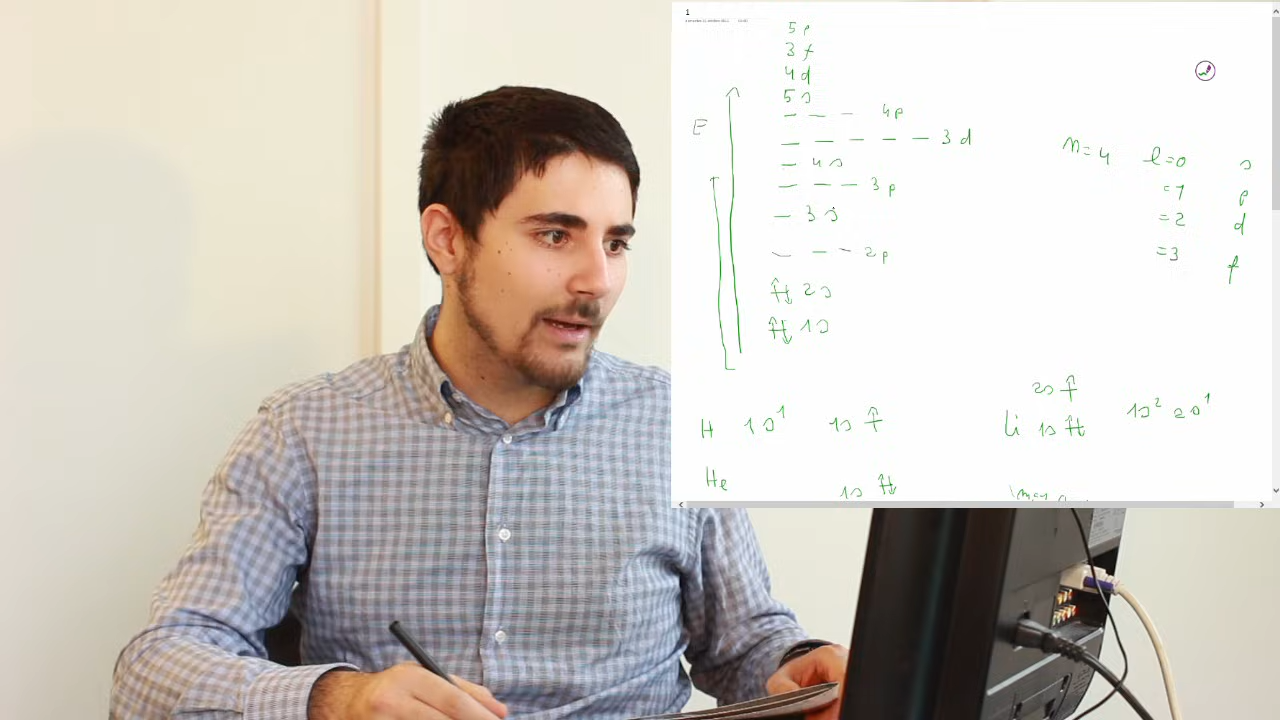 1
5p
3f
4d
5s
4p
E
3d
n=4 l=0 s
4s
=1 p
3p
=2 d
3s
=3 f
2p
2s
1s
2s
H 1s¹ 1s
Li 1s 1s² 2s¹
He 1s